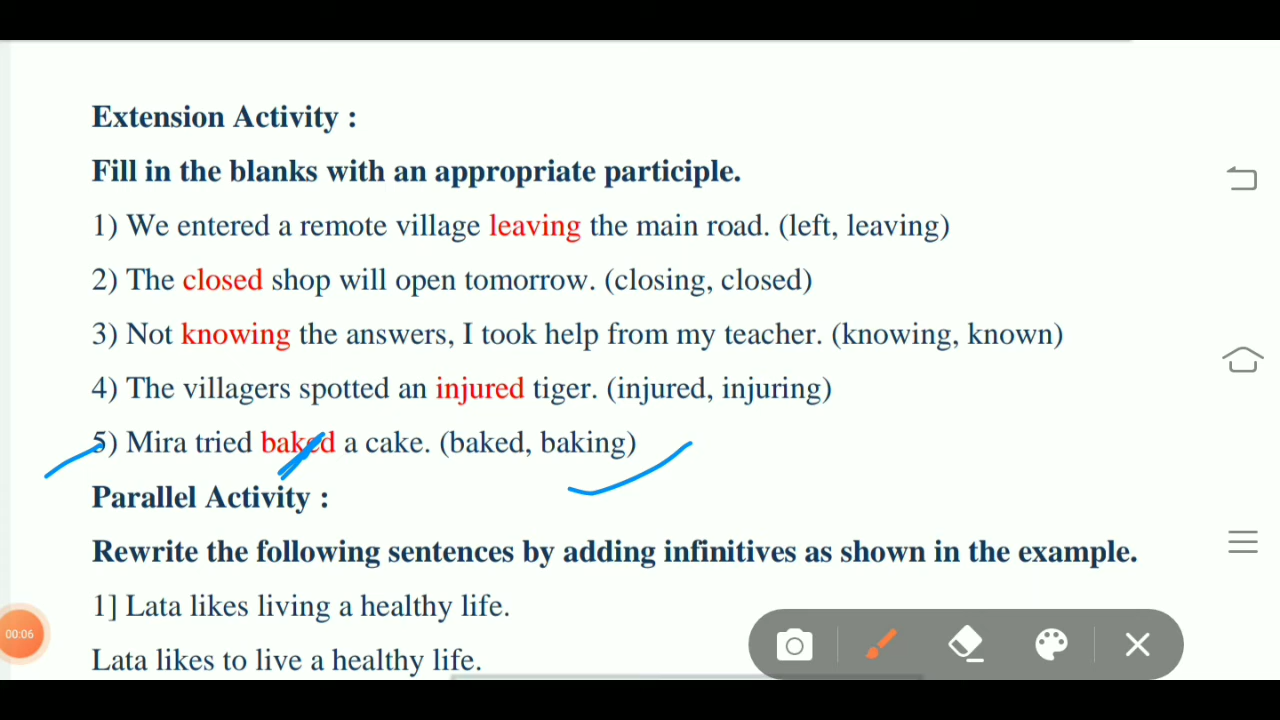 Extension Activity :
Fill in the blanks with an appropriate participle.
1) We entered a remote village leaving the main road. (left, leaving)
2) The closed shop will open tomorrow. (closing, closed)
3) Not knowing the answers, I took help from my teacher. (knowing, known)
4) The villagers spotted an injured tiger. (injured, injuring)
5) Mira tried baked a cake. (baked, baking)
Parallel Activity :
Rewrite the following sentences by adding infinitives as shown in the example.
1] Lata likes living a healthy life.
00:06
Lata likes to live a healthy life.